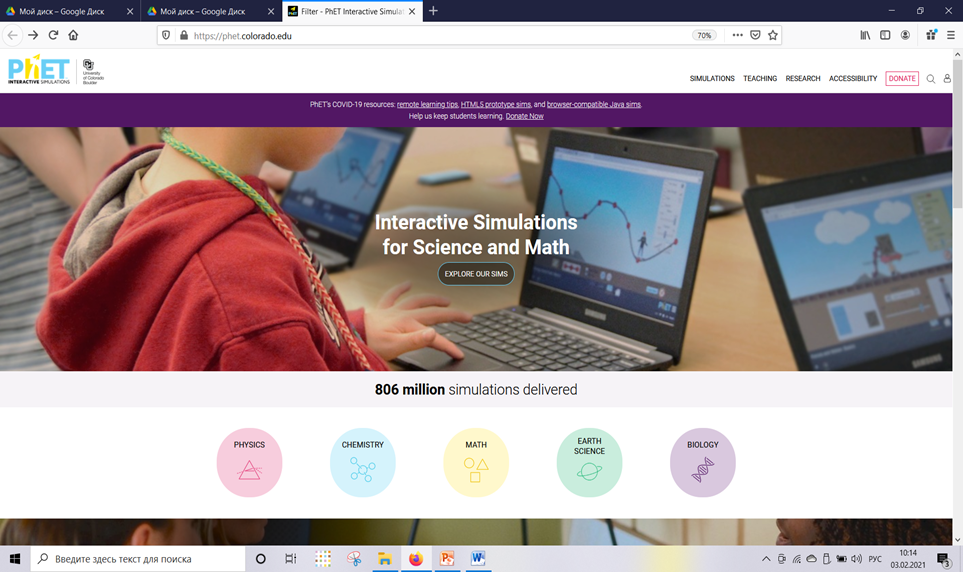 Мой диск – Google Диск
Мой диск – Google Диск
Filter - PhET Interactive Simulat
https://phet.colorado.edu
70%
PhET
INTERACTIVE SIMULATIONS
University
of Colorado
Boulder
SIMULATIONS TEACHING RESEARCH ACCESSIBILITY DONATE
PhET's COVID-19 resources: remote learning tips, HTML5 prototype sims, and browser-compatible Java sims.
Help us keep students learning. Donate Now
Interactive Simulations
for Science and Math
EXPLORE OUR SIMS
SAMSUNG
SAMSUNG
806 million simulations delivered
PHYSICS
CHEMISTRY
MATH
EARTH
SCIENCE
BIOLOGY
Введите здесь текст для поиска
РУС
10:14
03.02.2021
3